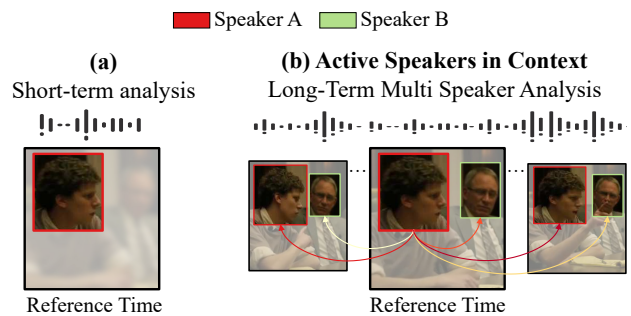 Speaker A Speaker B
(a)
Short-term analysis
(b) Active Speakers in Context
Long-Term Multi Speaker Analysis
... ...
Reference Time
Reference Time